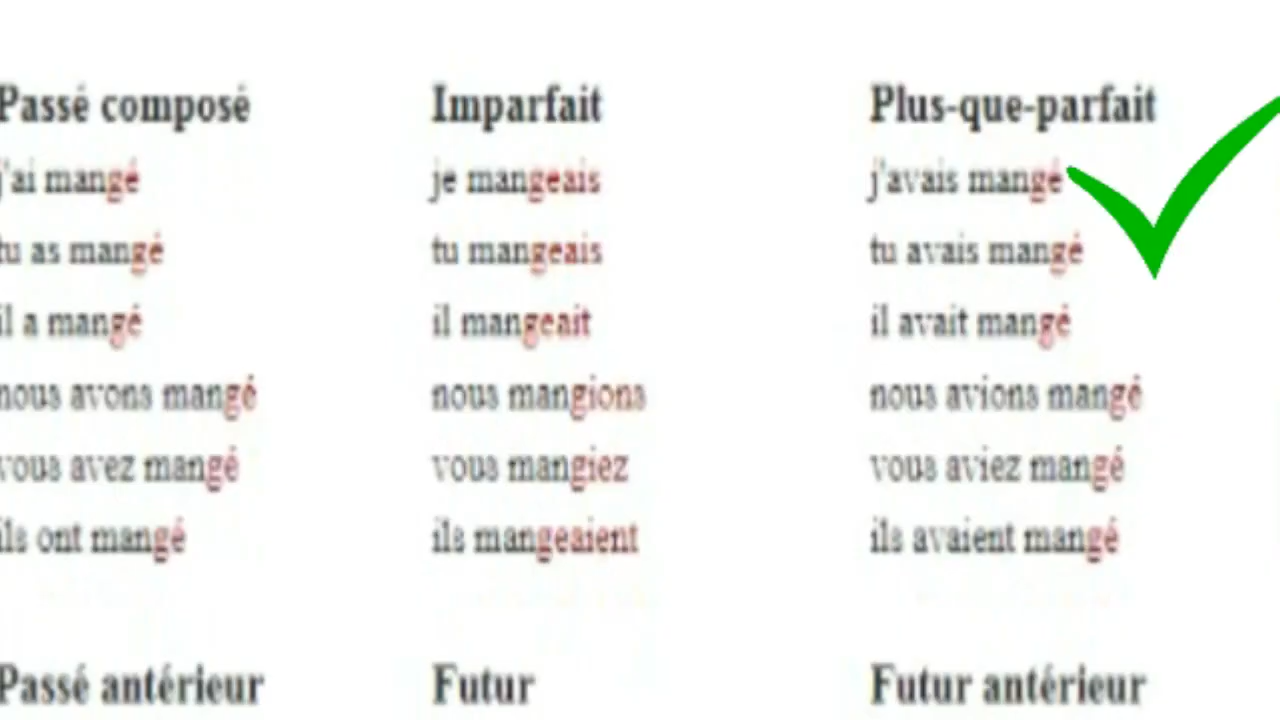 Passé composé
j'ai mangé
tu as mangé
il a mangé
nous avons mangé
vous avez mangé
ils ont mangé
Imparfait
je mangeais
tu mangeais
il mangeait
nous mangions
vous mangiez
ils mangeaient
Plus-que-parfait
j'avais mangé
tu avais mangé
il avait mangé
nous avions mangé
vous aviez mangé
ils avaient mangé
Passé antérieur
Futur
Futur antérieur